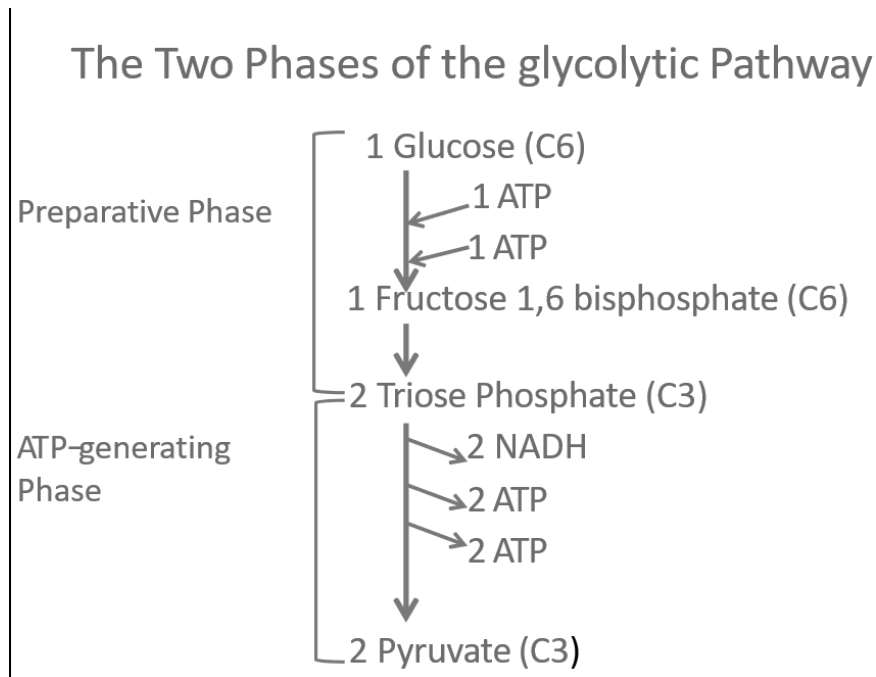 The Two Phases of the glycolytic Pathway
1 Glucose (C6)
Preparative Phase
1 ATP
1 ATP
1 Fructose 1,6 bisphosphate (C6)
2 Triose Phosphate (C3)
ATP-generating
Phase
2 NADH
2 ATP
2 ATP
2 Pyruvate (C3)